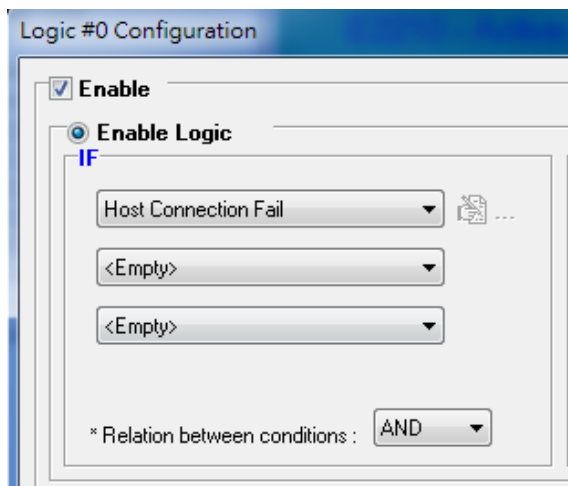 Logic #0 Configuration
Enable
Enable Logic
IF
Host Connection Fail
...
<Empty>
<Empty>
* Relation between conditions : AND